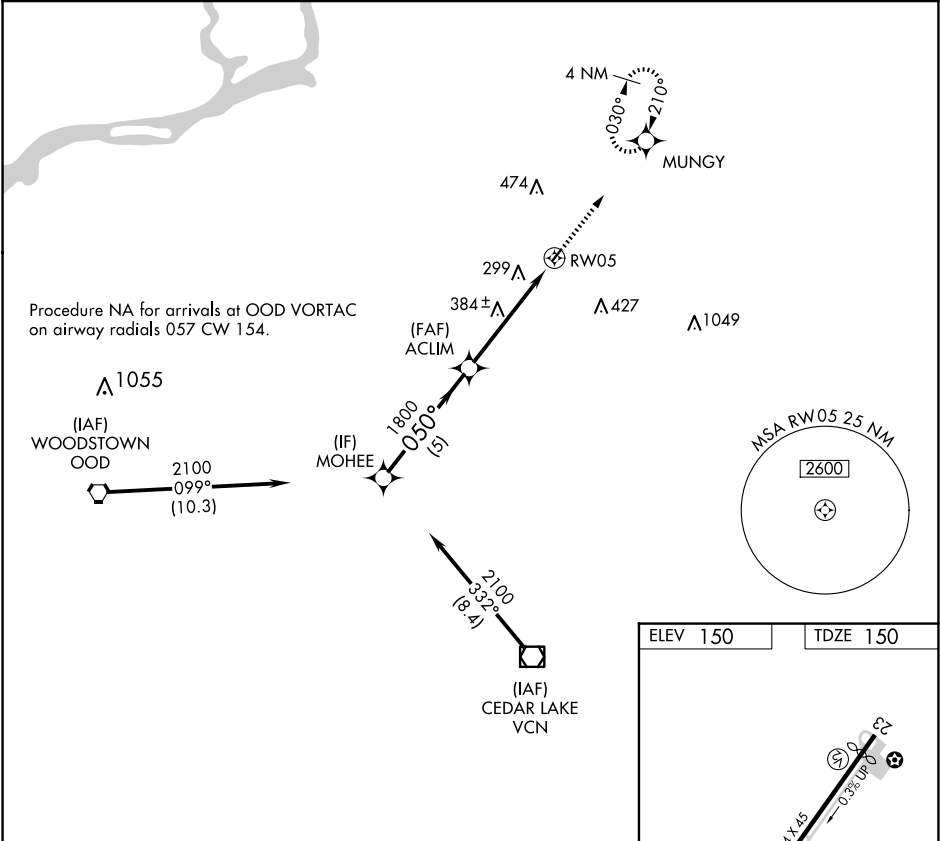 4 NM
030°
210°
MUNGY
474
RW05
299
384 ±
427
1049
Procedure NA for arrivals at OOD VORTAC
on airway radials 057 CW 154.
(FAF)
ACLIM
1055
(IAF)
WOODSTOWN
OOD
2100
099°
(10.3)
(IF)
MOHEE
1800
050°
(5)
MSA RW05 25 NM
2600
2100
332°
(8.4)
(IAF)
CEDAR LAKE
VCN
ELEV 150
TDZE 150
23
0.3% UP
X 45